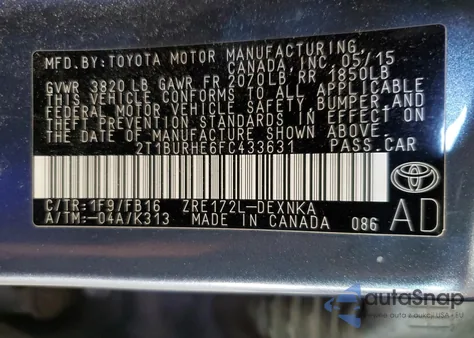 MFD.BY:TOYOTA MOTOR MANUFACTURING
CANADA,INC. 05/15
GVWR 3820 LB GAWR FR 2070LB RR 1850LB
THIS VEHICLE CONFORMS TO ALL APPLICABLE
FEDERAL MOTOR VEHICLE SAFETY, BUMPER AND
THEFT PREVENTION STANDARDS IN EFFECT ON
THE DATE OF MANUFACTURE SHOWN ABOVE.
2T1BURHE6FC433631 PASS.CAR
C/TR:1F9/FB16 ZRE172L-DEXNKA
A/TM:-04A/K313 MADE IN CANADA 086
AD
TOYOTA
autoSnap